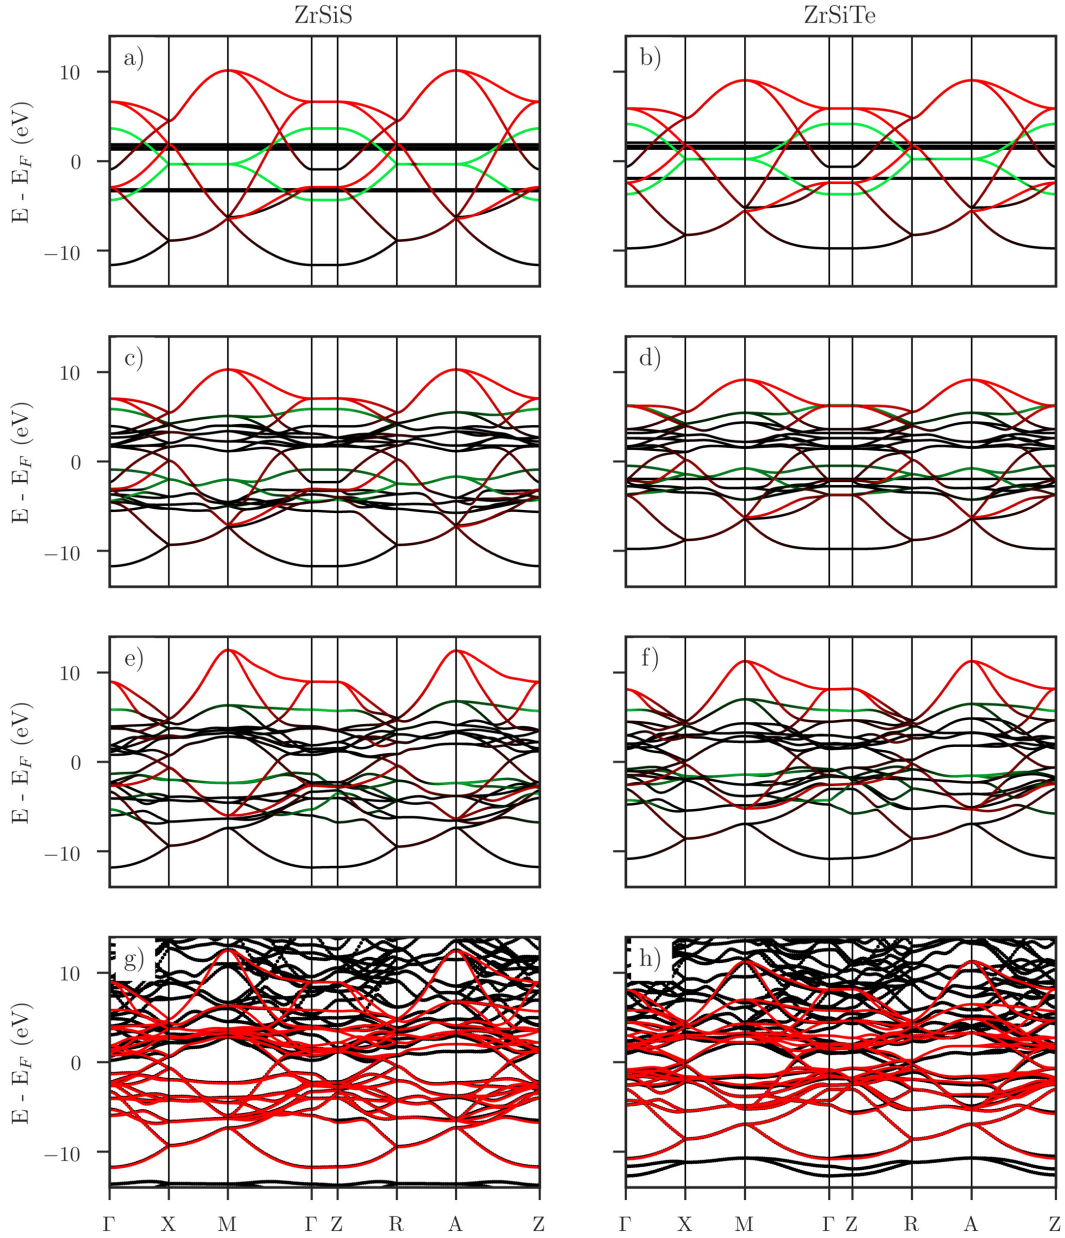 ZrSiS ZrSiTe
a) b)
E - E_F (eV)
10
0
−10
c) d)
E - E_F (eV)
10
0
−10
e) f)
E - E_F (eV)
10
0
−10
g) h)
E - E_F (eV)
10
0
−10
Γ X M Γ Z R A Z Γ X M Γ Z R A Z